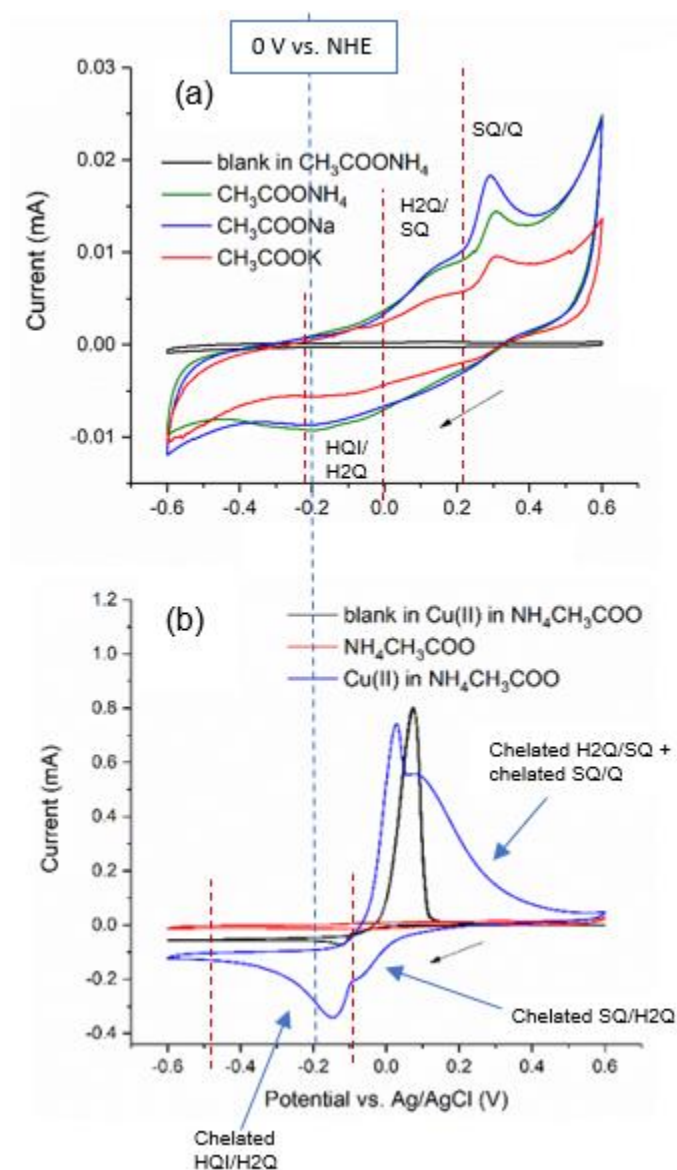 0 V vs. NHE
0.03
(a)
SQ/Q
blank in CH₃COONH₄
0.02
CH₃COONH₄
H2Q/
SQ
CH₃COONa
CH₃COOK
Current (mA)
0.01
0.00
-0.01
HQI/
H2Q
-0.6 -0.4 -0.2 0.0 0.2 0.4 0.6
1.2
(b)
blank in Cu(II) in NH₄CH₃COO
1.0
NH₄CH₃COO
Cu(II) in NH₄CH₃COO
0.8
Chelated H2Q/SQ +
chelated SQ/Q
0.6
Current (mA)
0.4
0.2
0.0
-0.2
Chelated SQ/H2Q
-0.4
-0.6 -0.4 -0.2 0.0 0.2 0.4 0.6
Potential vs. Ag/AgCl (V)
Chelated
HQI/H2Q